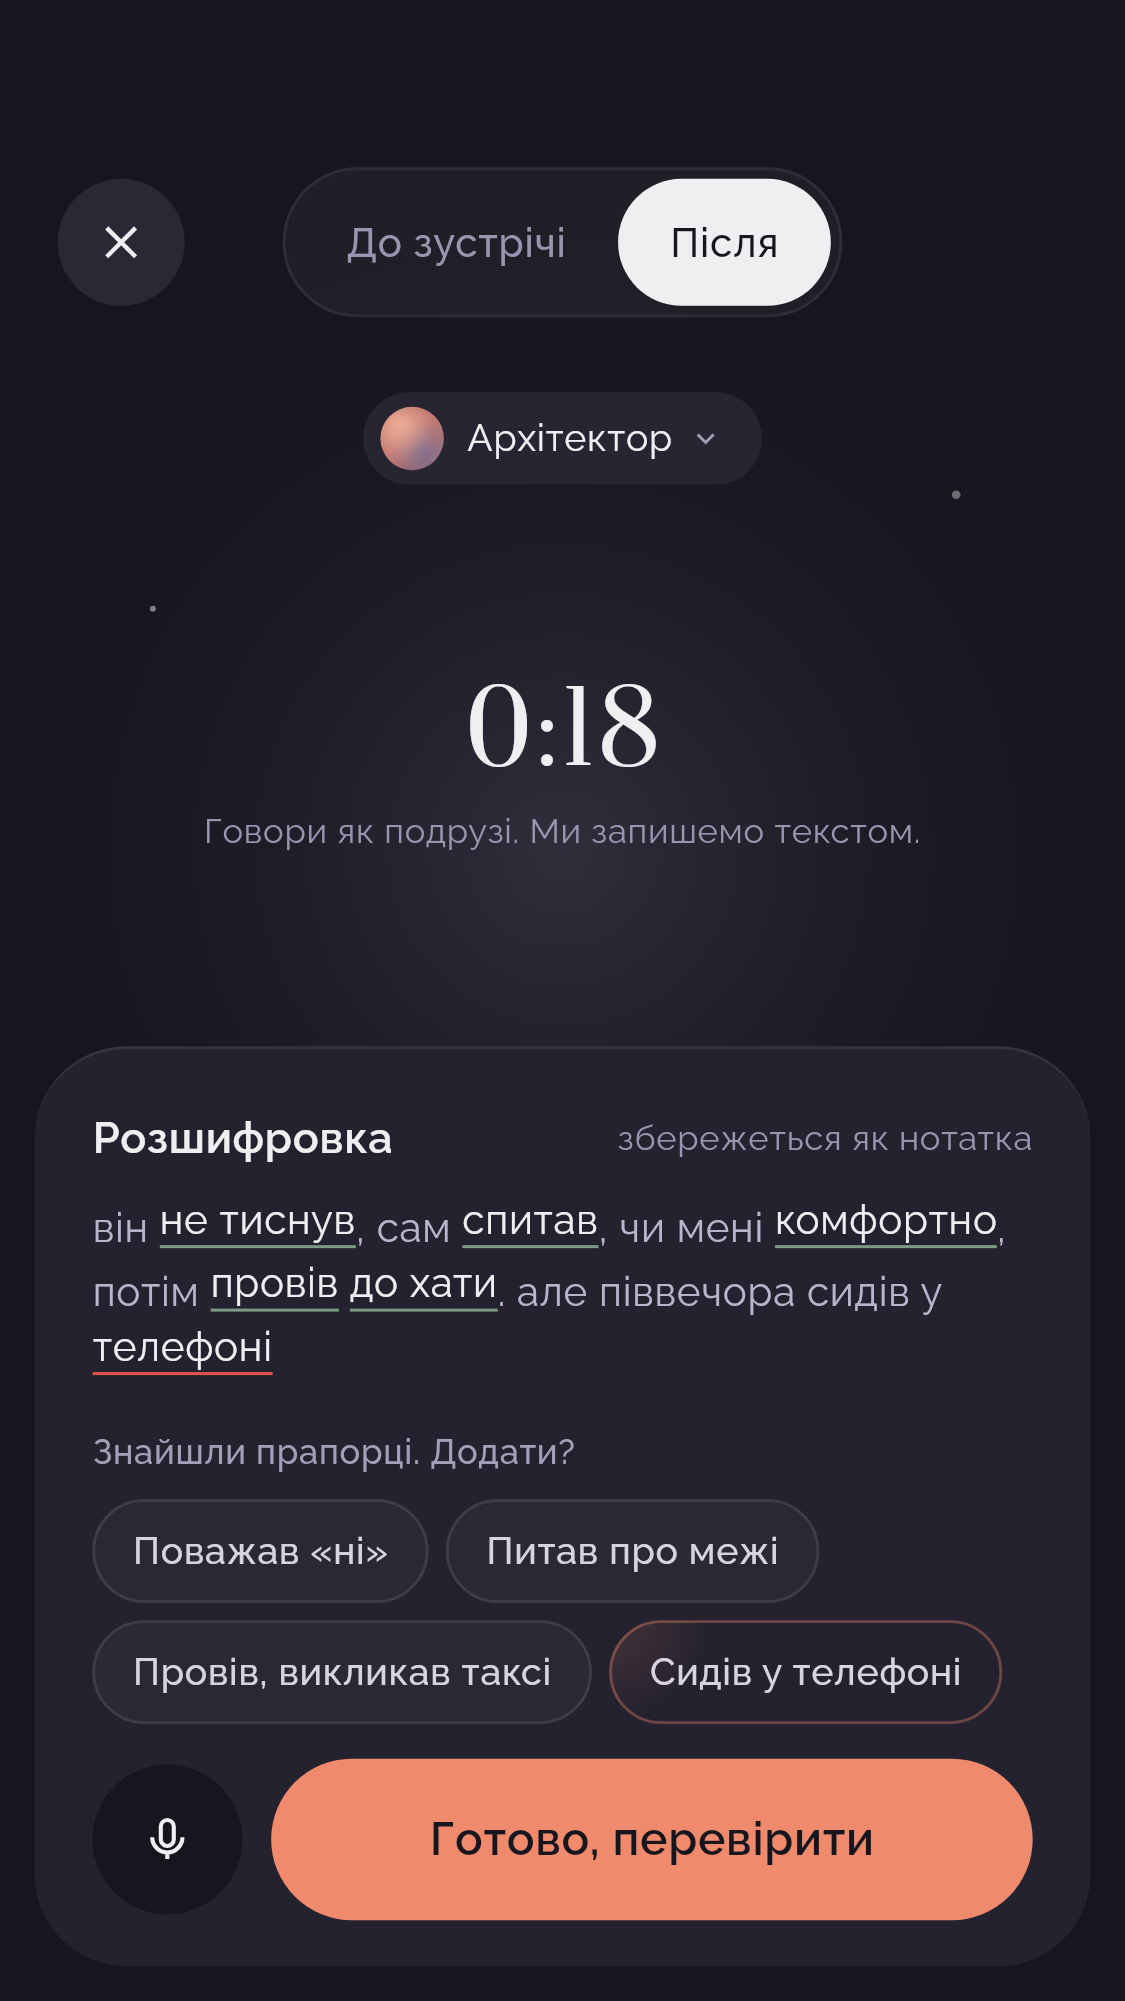 До зустрічі
Після
Архітектор
0:18
Говори як подрузі. Ми запишемо текстом.
Розшифровка
збережеться як нотатка
він не тиснув, сам спитав, чи мені комфортно,
потім провів до хати. але піввечора сидів у
телефоні
Знайшли прапорці. Додати?
Поважав «ні»
Питав про межі
Провів, викликав таксі
Сидів у телефоні
Готово, перевірити